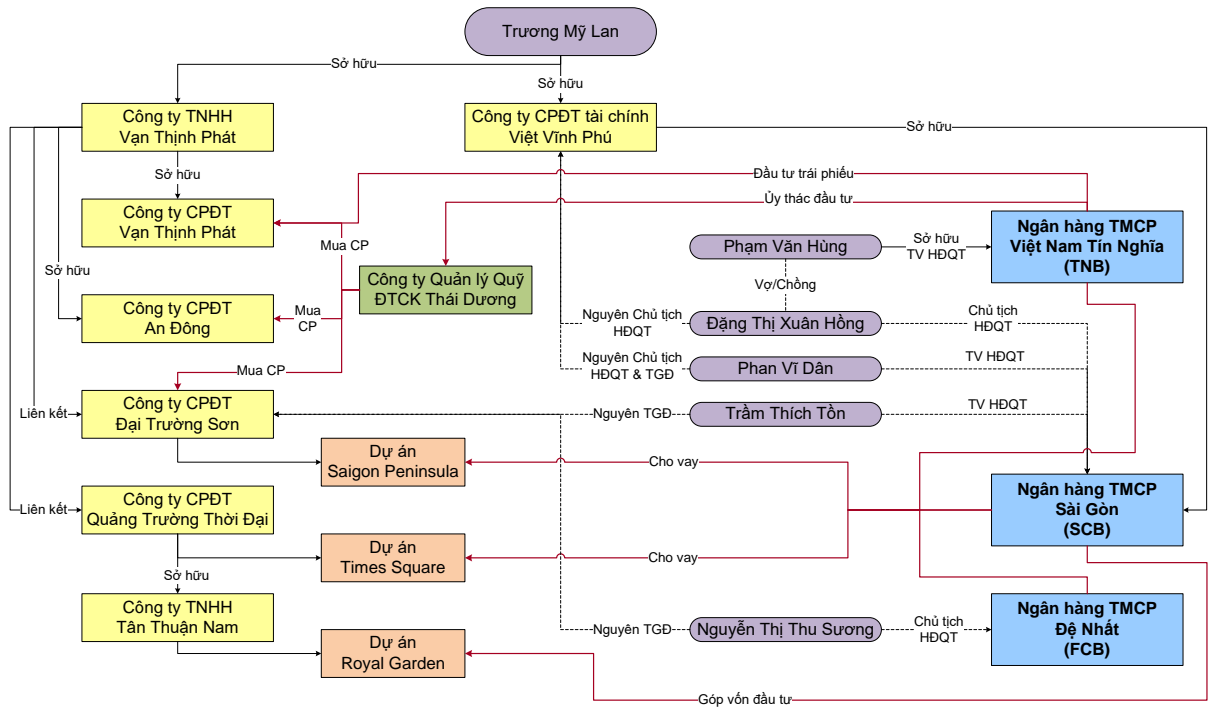 Trương Mỹ Lan
Sở hữu
Sở hữu
Công ty TNHH
Vạn Thịnh Phát
Công ty CPĐT tài chính
Việt Vĩnh Phú
Sở hữu
Sở hữu
Đầu tư trái phiếu
Ủy thác đầu tư
Công ty CPĐT
Vạn Thịnh Phát
Mua CP
Phạm Văn Hùng
Sở hữu
TV HĐQT
Ngân hàng TMCP
Việt Nam Tín Nghĩa
(TNB)
Sở hữu
Công ty Quản lý Quỹ
ĐTCK Thái Dương
Vợ/Chồng
Công ty CPĐT
An Đông
Mua
CP
Nguyên Chủ tịch
HĐQT
Đặng Thị Xuân Hồng
Chủ tịch
HĐQT
Mua CP
Nguyên Chủ tịch
HĐQT & TGĐ
Phan Vĩ Dân
TV HĐQT
Liên kết
Công ty CPĐT
Đại Trường Sơn
Nguyên TGĐ
Trầm Thích Tồn
TV HĐQT
Dự án
Saigon Peninsula
Cho vay
Liên kết
Công ty CPĐT
Quảng Trường Thời Đại
Ngân hàng TMCP
Sài Gòn
(SCB)
Dự án
Times Square
Cho vay
Sở hữu
Công ty TNHH
Tân Thuận Nam
Nguyên TGĐ
Nguyễn Thị Thu Sương
Chủ tịch
HĐQT
Ngân hàng TMCP
Đệ Nhất
(FCB)
Dự án
Royal Garden
Góp vốn đầu tư